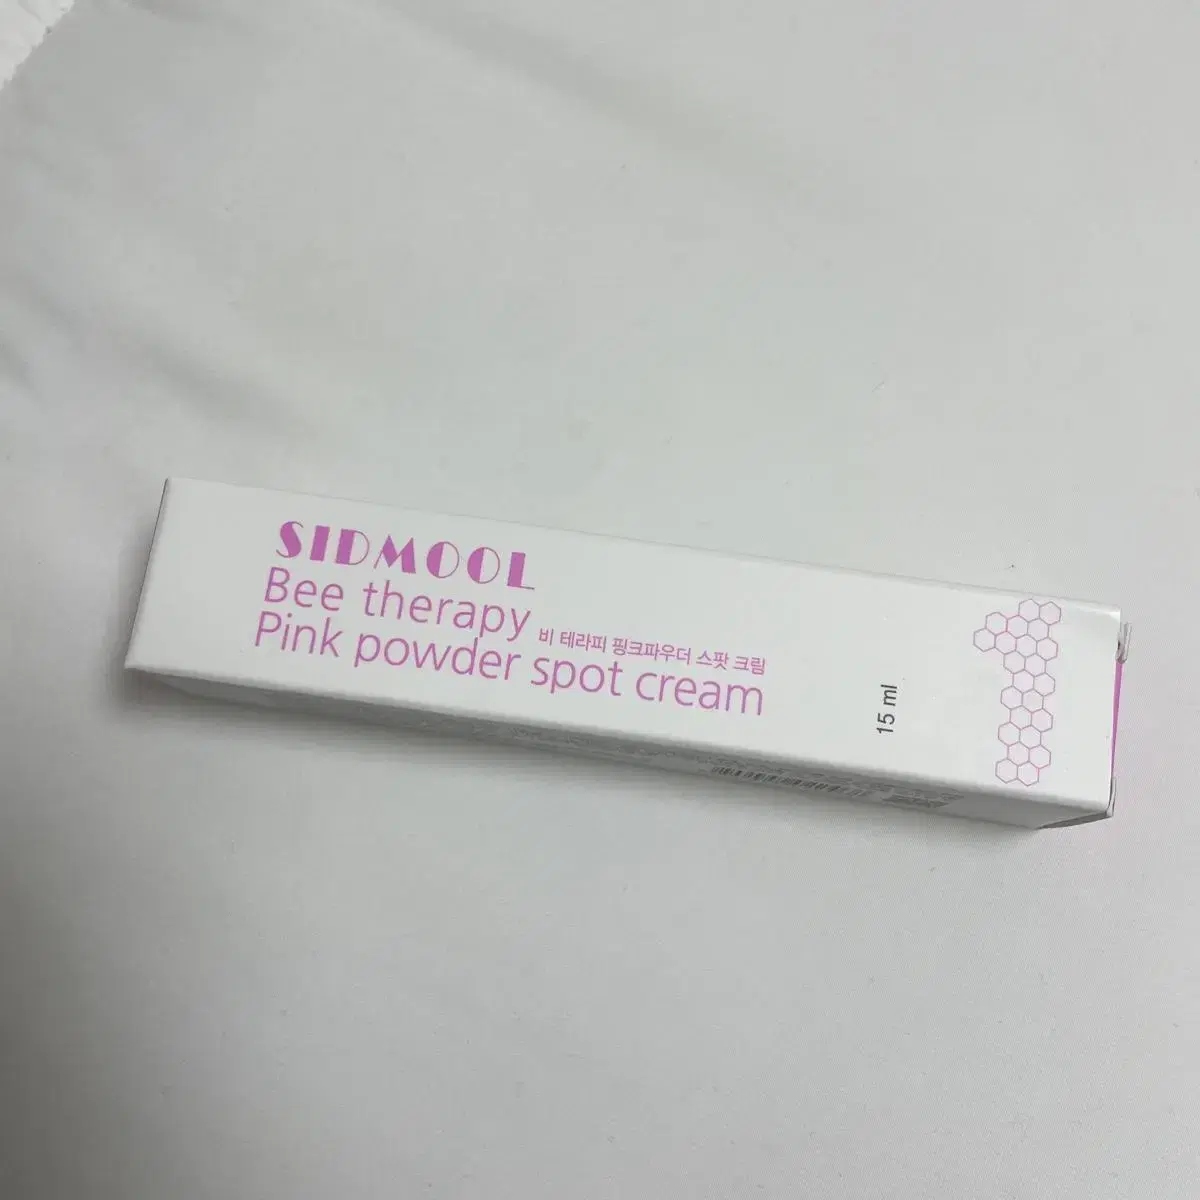 SIDMOOL
Bee therapy
비 테라피 핑크파우더 스팟 크림
Pink powder spot cream
15 ml